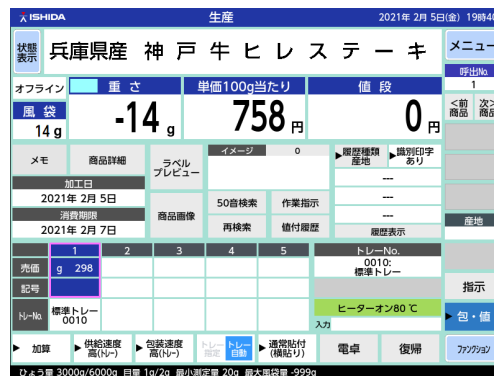 ISHIDA 生産 2021年 2月 5日(金) 19時40
状態表示 兵庫県産 神戸牛ヒレステーキ メニュー
呼出No.
1
オフライン 重さ 単価100g当たり 値段
<前商品 次>商品
風袋
14 g -14 g 758 円 0 円
メモ 商品詳細 ラベルプレビュー イメージ 0 ▶履歴種類 産地 ▶識別印字 あり
加工日 ---
2021年 2月 5日 商品画像 50音検索 作業指示 ---
消費期限 ---
2021年 2月 7日 再検索 値付履歴 履歴表示 産地
1 2 3 4 5 トレーNo.
売価 g 298 0010:
標準トレー
記号 指示
トレーNo. 標準トレー 0010 ヒーターオン80℃ ▶ 包・値
入力
▶ 加算 ▶ 供給速度 高(トレー) ▶ 包装速度 高(トレー) トレー指定 トレー自動 ▶ 通常貼付 (横貼り) 電卓 復帰 ファンクション
ひょう量 3000g/6000g 目量 1g/2g 最小測定量 20g 最大風袋量 -999g